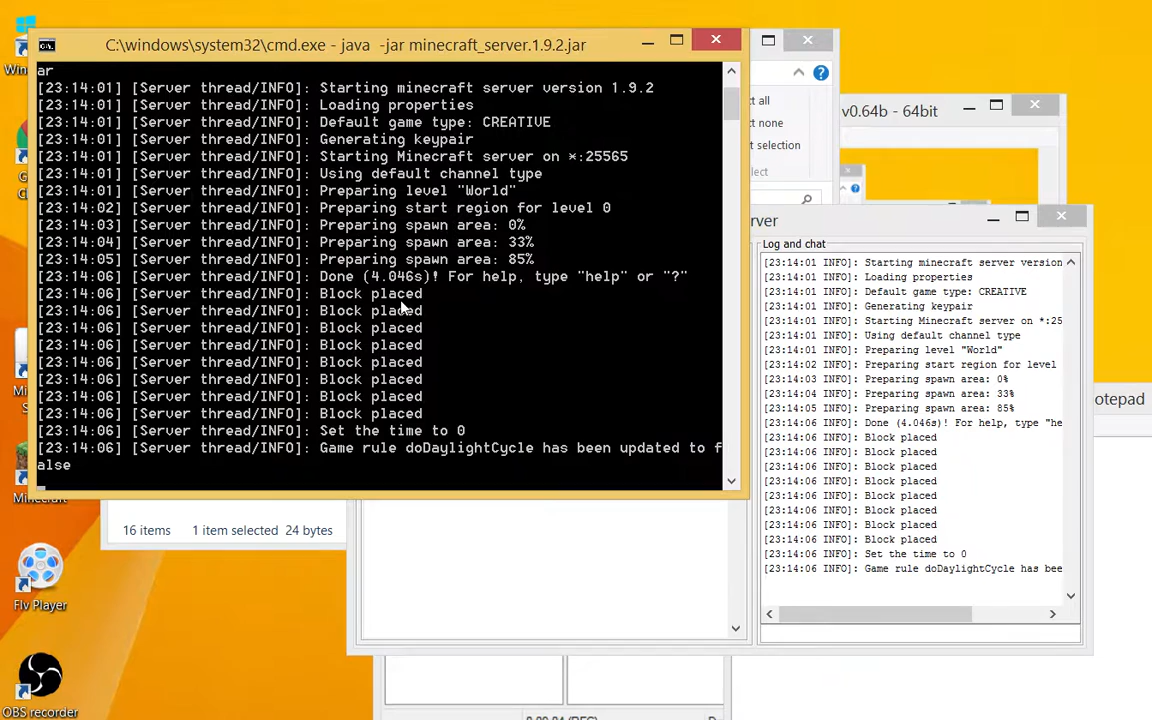 Win
C:\windows\system32\cmd.exe - java  -jar minecraft_server.1.9.2.jar
ar
[23:14:01] [Server thread/INFO]: Starting minecraft server version 1.9.2
[23:14:01] [Server thread/INFO]: Loading properties
[23:14:01] [Server thread/INFO]: Default game type: CREATIVE
[23:14:01] [Server thread/INFO]: Generating keypair
[23:14:01] [Server thread/INFO]: Starting Minecraft server on *:25565
[23:14:01] [Server thread/INFO]: Using default channel type
[23:14:01] [Server thread/INFO]: Preparing level "World"
[23:14:02] [Server thread/INFO]: Preparing start region for level 0
[23:14:03] [Server thread/INFO]: Preparing spawn area: 0%
[23:14:04] [Server thread/INFO]: Preparing spawn area: 33%
[23:14:05] [Server thread/INFO]: Preparing spawn area: 85%
[23:14:06] [Server thread/INFO]: Done (4.046s)! For help, type "help" or "?"
[23:14:06] [Server thread/INFO]: Block placed
[23:14:06] [Server thread/INFO]: Block placed
[23:14:06] [Server thread/INFO]: Block placed
[23:14:06] [Server thread/INFO]: Block placed
[23:14:06] [Server thread/INFO]: Block placed
[23:14:06] [Server thread/INFO]: Block placed
[23:14:06] [Server thread/INFO]: Block placed
[23:14:06] [Server thread/INFO]: Block placed
[23:14:06] [Server thread/INFO]: Set the time to 0
[23:14:06] [Server thread/INFO]: Game rule doDaylightCycle has been updated to f
alse
ct all
ct none
t selection
lect
v0.64b - 64bit
erver
Log and chat
[23:14:01 INFO]: Starting minecraft server version
[23:14:01 INFO]: Loading properties
[23:14:01 INFO]: Default game type: CREATIVE
[23:14:01 INFO]: Generating keypair
[23:14:01 INFO]: Starting Minecraft server on *:25
[23:14:01 INFO]: Using default channel type
[23:14:01 INFO]: Preparing level "World"
[23:14:02 INFO]: Preparing start region for level
[23:14:03 INFO]: Preparing spawn area: 0%
[23:14:04 INFO]: Preparing spawn area: 33%
[23:14:05 INFO]: Preparing spawn area: 85%
[23:14:06 INFO]: Done (4.046s)! For help, type "he
[23:14:06 INFO]: Block placed
[23:14:06 INFO]: Block placed
[23:14:06 INFO]: Block placed
[23:14:06 INFO]: Block placed
[23:14:06 INFO]: Block placed
[23:14:06 INFO]: Block placed
[23:14:06 INFO]: Block placed
[23:14:06 INFO]: Block placed
[23:14:06 INFO]: Set the time to 0
[23:14:06 INFO]: Game rule doDaylightCycle has bee
otepad
Minecraft
16 items 1 item selected 24 bytes
Flv Player
OBS recorder